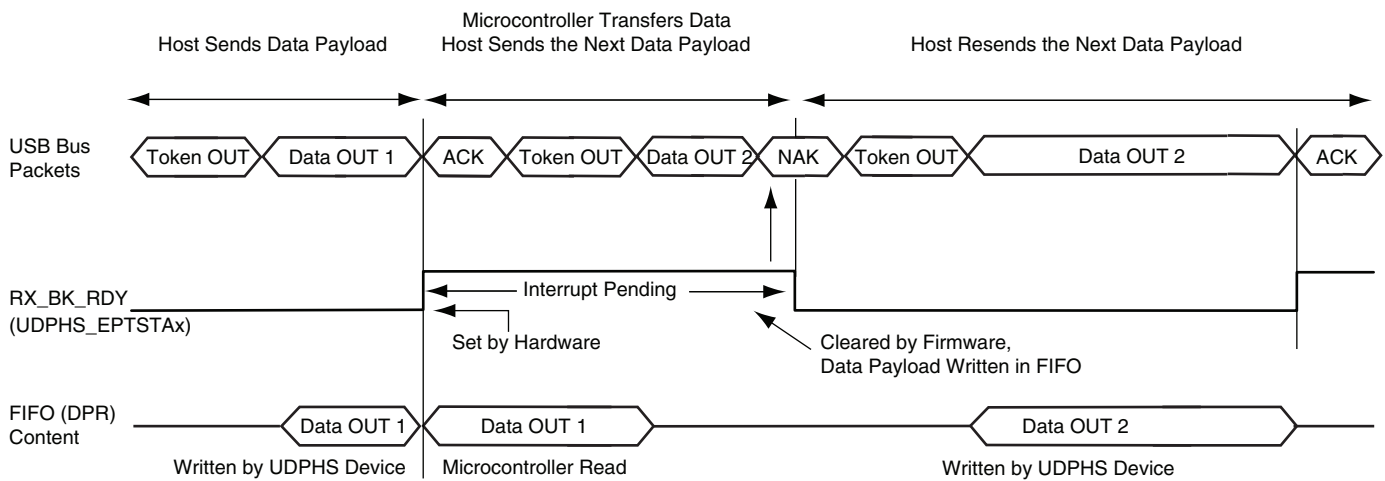 Microcontroller Transfers Data
Host Sends Data Payload
Host Sends the Next Data Payload
Host Resends the Next Data Payload
USB Bus
Packets
Token OUT
Data OUT 1
ACK
Token OUT
Data OUT 2
NAK
Token OUT
Data OUT 2
ACK
RX_BK_RDY
(UDPHS_EPTSTAx)
Interrupt Pending
Set by Hardware
Cleared by Firmware,
Data Payload Written in FIFO
FIFO (DPR)
Content
Data OUT 1
Data OUT 1
Data OUT 2
Written by UDPHS Device
Microcontroller Read
Written by UDPHS Device